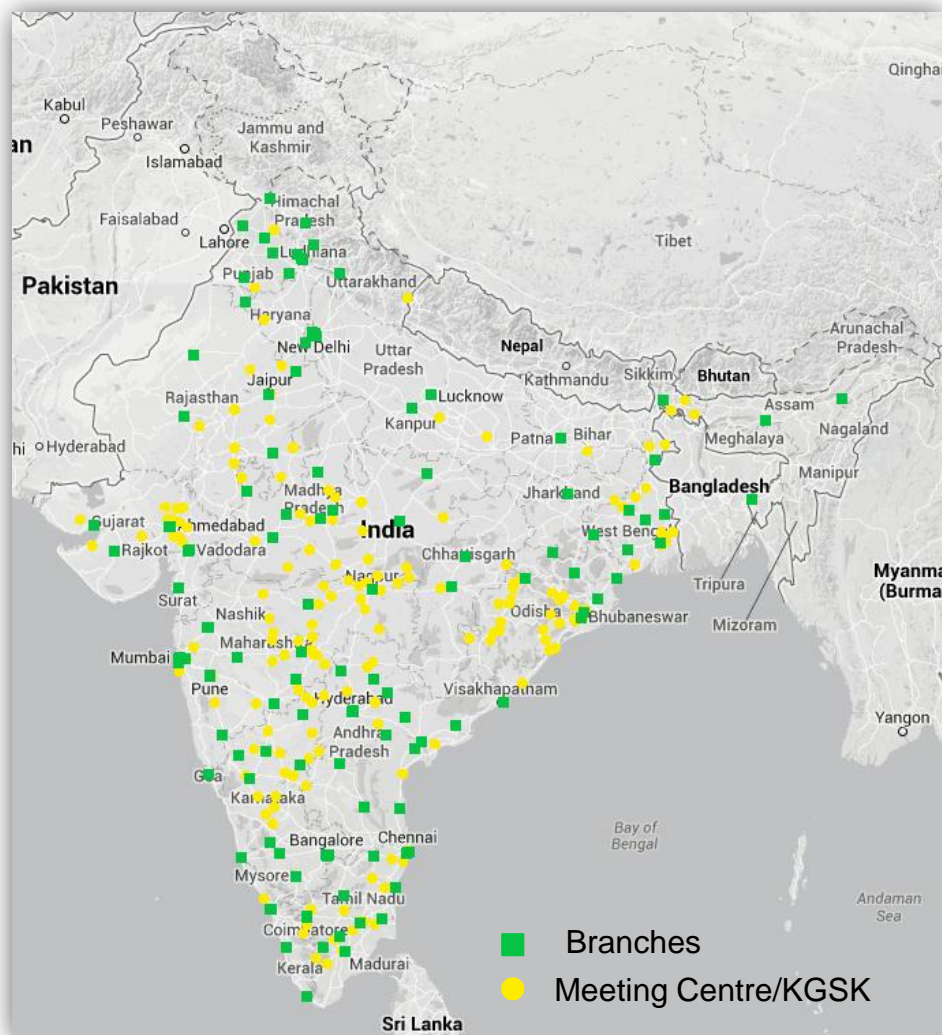 Qinghai
Kabul
Peshawar
Jammu and
Kashmir
an
Islamabad
Himachal
Pradesh
Faisalabad
Lahore
Tibet
Ludhiana
Punjab
Uttarakhand
Pakistan
Haryana
Arunachal
Pradesh
New Delhi
Nepal
Uttar
Pradesh
Sikkim
Bhutan
Kathmandu
Jaipur
Rajasthan
Lucknow
Assam
Kanpur
Nagaland
Patna
Bihar
Meghalaya
hi
Hyderabad
Manipur
Bangladesh
Madhya
Pradesh
Jharkhand
Gujarat
Ahmedabad
India
West Bengal
Rajkot
Vadodara
Chhattisgarh
Nagpur
Tripura
Myanma
(Burma
Surat
Nashik
Odisha
Bhubaneswar
Mizoram
Maharashtra
Mumbai
Pune
Visakhapatnam
Hyderabad
Yangon
Andhra
Pradesh
Goa
Karnataka
Bay of
Bengal
Bangalore
Chennai
Mysore
Tamil Nadu
Andaman
Sea
Coimbatore
Branches
Kerala
Madurai
Meeting Centre/KGSK
Sri Lanka